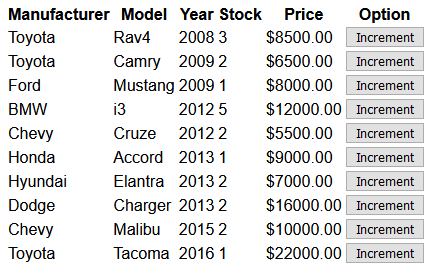 Manufacturer Model Year Stock Price Option
Toyota Rav4 2008 3 $8500.00 Increment
Toyota Camry 2009 2 $6500.00 Increment
Ford Mustang 2009 1 $8000.00 Increment
BMW i3 2012 5 $12000.00 Increment
Chevy Cruze 2012 2 $5500.00 Increment
Honda Accord 2013 1 $9000.00 Increment
Hyundai Elantra 2013 2 $7000.00 Increment
Dodge Charger 2013 2 $16000.00 Increment
Chevy Malibu 2015 2 $10000.00 Increment
Toyota Tacoma 2016 1 $22000.00 Increment